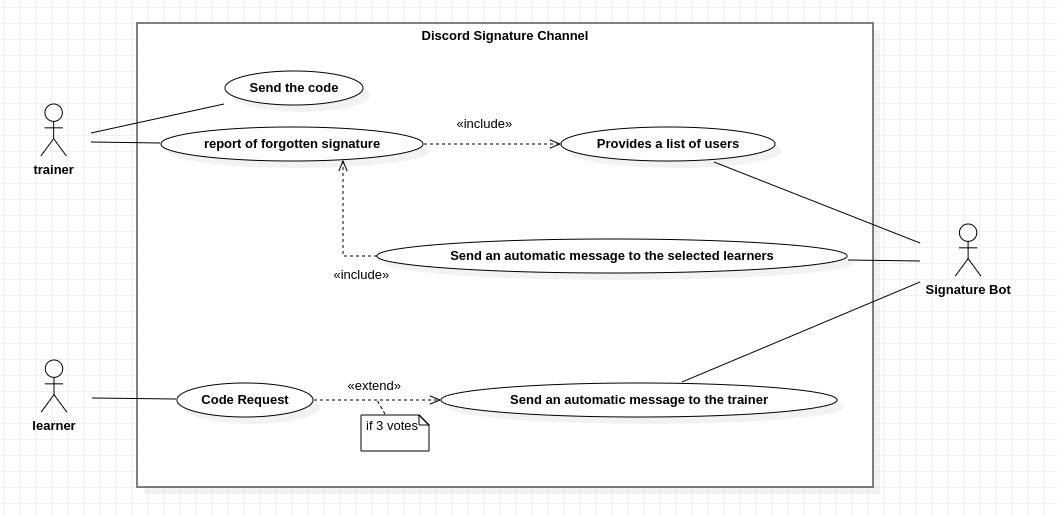 Discord Signature Channel
Send the code
«include»
report of forgotten signature
Provides a list of users
trainer
Send an automatic message to the selected learners
«include»
Signature Bot
«extend»
Code Request
Send an automatic message to the trainer
if 3 votes
learner